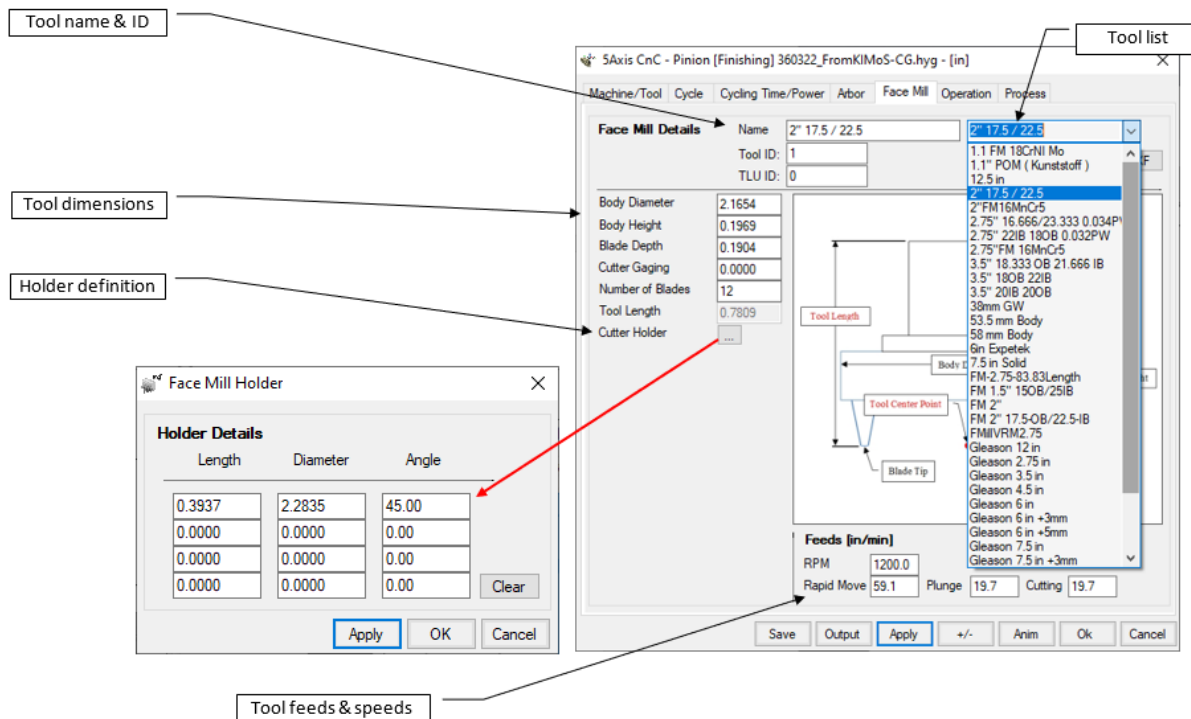 Tool name & ID
Tool list
5Axis CnC - Pinion [Finishing] 360322_FromKIMoS-CG.hyg - [in]
Machine/Tool Cycle Cycling Time/Power Arbor Face Mill Operation Process
Face Mill Details Name 2" 17.5 / 22.5 2" 17.5 / 22.5
Tool ID: 1
TLU ID: 0
Tool dimensions
Body Diameter 2.1654
Body Height 0.1969
Blade Depth 0.1904
Cutter Gaging 0.0000
Number of Blades 12
Tool Length 0.7809
Cutter Holder ...
Holder definition
1.1 FM 18CrNI Mo
1.1" POM ( Kunststoff )
12.5 in
2" 17.5 / 22.5
2"FM16MnCr5
2.75" 16.666/23.333 0.034P
2.75" 22IB 18OB 0.032PW
2.75"FM 16MnCr5
3.5" 18.333 OB 21.666 IB
3.5" 18OB 22IB
3.5" 20IB 20OB
38mm GW
53.5 mm Body
58 mm Body
6in Expetek
7.5 in Solid
FM-2.75-83.83Length
FM 1.5" 15OB/25IB
FM 2"
FM 2" 17.5-OB/22.5-IB
FMillVRM2.75
Gleason 12 in
Gleason 2.75 in
Gleason 3.5 in
Gleason 4.5 in
Gleason 6 in
Gleason 6 in +3mm
Gleason 6 in +5mm
Gleason 7.5 in
Gleason 7.5 in +3mm
Tool Length
Body D
Tool Center Point
Blade Tip
Face Mill Holder
Holder Details
Length Diameter Angle
0.3937 2.2835 45.00
0.0000 0.0000 0.00
0.0000 0.0000 0.00
0.0000 0.0000 0.00 Clear
Apply OK Cancel
Feeds [in/min]
RPM 1200.0
Rapid Move 59.1 Plunge 19.7 Cutting 19.7
Save Output Apply +/- Anim Ok Cancel
Tool feeds & speeds